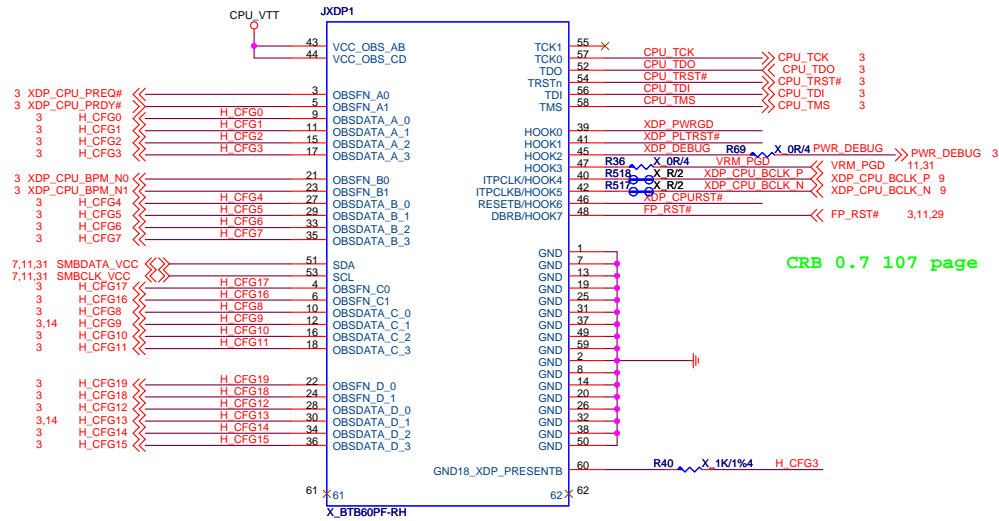 CPU_VTT
JXDP1
43 VCC_OBS_AB
44 VCC_OBS_CD
3 XDP_CPU_PREQ# 3 OBSFN_A0
3 XDP_CPU_PRDY# 5 OBSFN_A1
3 H_CFG0 H_CFG0 9 OBSDATA_A_0
3 H_CFG1 H_CFG1 11 OBSDATA_A_1
3 H_CFG2 H_CFG2 15 OBSDATA_A_2
3 H_CFG3 H_CFG3 17 OBSDATA_A_3
3 XDP_CPU_BPM_N0 21 OBSFN_B0
3 XDP_CPU_BPM_N1 23 OBSFN_B1
3 H_CFG4 H_CFG4 27 OBSDATA_B_0
3 H_CFG5 H_CFG5 29 OBSDATA_B_1
3 H_CFG6 H_CFG6 33 OBSDATA_B_2
3 H_CFG7 H_CFG7 35 OBSDATA_B_3
7,11,31 SMBDATA_VCC 51 SDA
7,11,31 SMBCLK_VCC 53 SCL
3 H_CFG17 H_CFG17 4 OBSFN_C0
3 H_CFG16 H_CFG16 6 OBSFN_C1
3 H_CFG8 H_CFG8 10 OBSDATA_C_0
3,14 H_CFG9 H_CFG9 12 OBSDATA_C_1
3 H_CFG10 H_CFG10 16 OBSDATA_C_2
3 H_CFG11 H_CFG11 18 OBSDATA_C_3
3 H_CFG19 H_CFG19 22 OBSFN_D_0
3 H_CFG18 H_CFG18 24 OBSFN_D_1
3 H_CFG12 H_CFG12 28 OBSDATA_D_0
3,14 H_CFG13 H_CFG13 30 OBSDATA_D_1
3 H_CFG14 H_CFG14 34 OBSDATA_D_2
3 H_CFG15 H_CFG15 36 OBSDATA_D_3
61 61
TCK1 55
TCK0 57 CPU_TCK CPU_TCK 3
TDO 52 CPU_TDO CPU_TDO 3
TRSTn 54 CPU_TRST# CPU_TRST# 3
TDI 56 CPU_TDI CPU_TDI 3
TMS 58 CPU_TMS CPU_TMS 3
HOOK0 39 XDP_PWRGD
HOOK1 41 XDP_PLTRST#
HOOK2 45 XDP_DEBUG R69 X_0R/4 PWR_DEBUG PWR_DEBUG 3
HOOK3 47 R36 X_0R/4 VRM_PGD VRM_PGD 11,31
ITPCLK/HOOK4 40 R518 X_R/2 XDP_CPU_BCLK_P XDP_CPU_BCLK_P 9
ITPCLKB/HOOK5 42 R517 X_R/2 XDP_CPU_BCLK_N XDP_CPU_BCLK_N 9
RESETB/HOOK6 46 XDP_CPURST#
DBRB/HOOK7 48 FP_RST# FP_RST# 3,11,29
GND 1
GND 7
GND 13
GND 19
GND 25
GND 31
GND 37
GND 49
GND 59
GND 2
GND 8
GND 14
GND 20
GND 26
GND 32
GND 38
GND 50
GND18_XDP_PRESENTB 60 R40 X_1K/1%4 H_CFG3
62 62
CRB 0.7 107 page
X_BTB60PF-RH